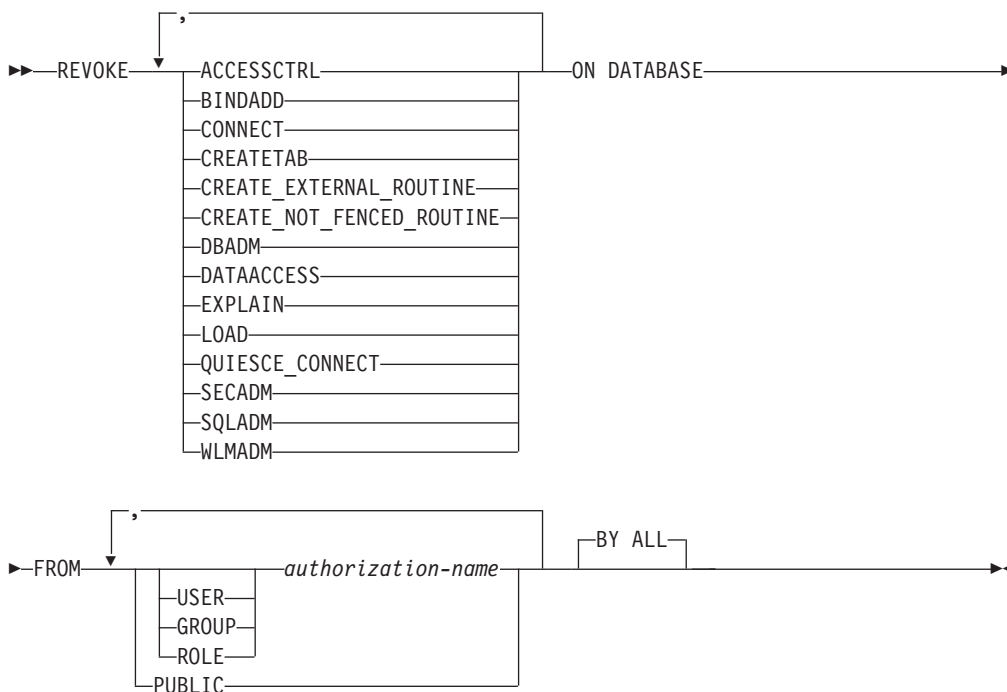 ,
REVOKE ACCESSCTRL ON DATABASE
BINDADD
CONNECT
CREATETAB
CREATE_EXTERNAL_ROUTINE
CREATE_NOT_FENCED_ROUTINE
DBADM
DATAACCESS
EXPLAIN
LOAD
QUIESCE_CONNECT
SECADM
SQLADM
WLMADM
,
BY ALL
FROM authorization-name
USER
GROUP
ROLE
PUBLIC